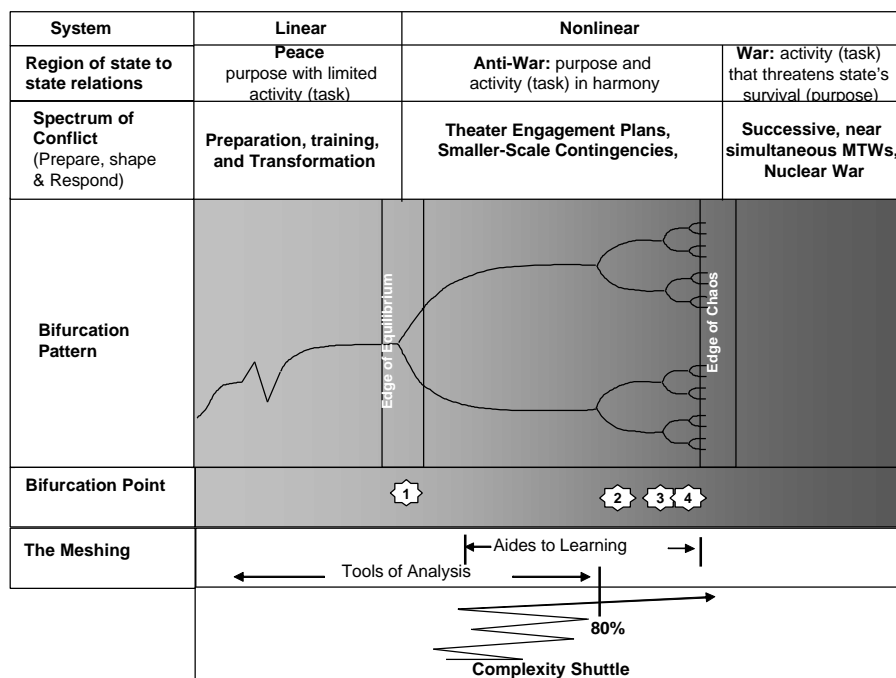 System
Linear
Nonlinear
Region of state to
state relations
Peace
purpose with limited
activity (task)
Anti-War: purpose and
activity (task) in harmony
War: activity (task)
that threatens state's
survival (purpose)
Spectrum of
Conflict
(Prepare, shape
& Respond)
Preparation, training,
and Transformation
Theater Engagement Plans,
Smaller-Scale Contingencies,
Successive, near
simultaneous MTWs,
Nuclear War
Bifurcation
Pattern
Edge of Equilibrium
Edge of Chaos
Bifurcation Point
1
2
3
4
The Meshing
Aides to Learning
Tools of Analysis
80%
Complexity Shuttle